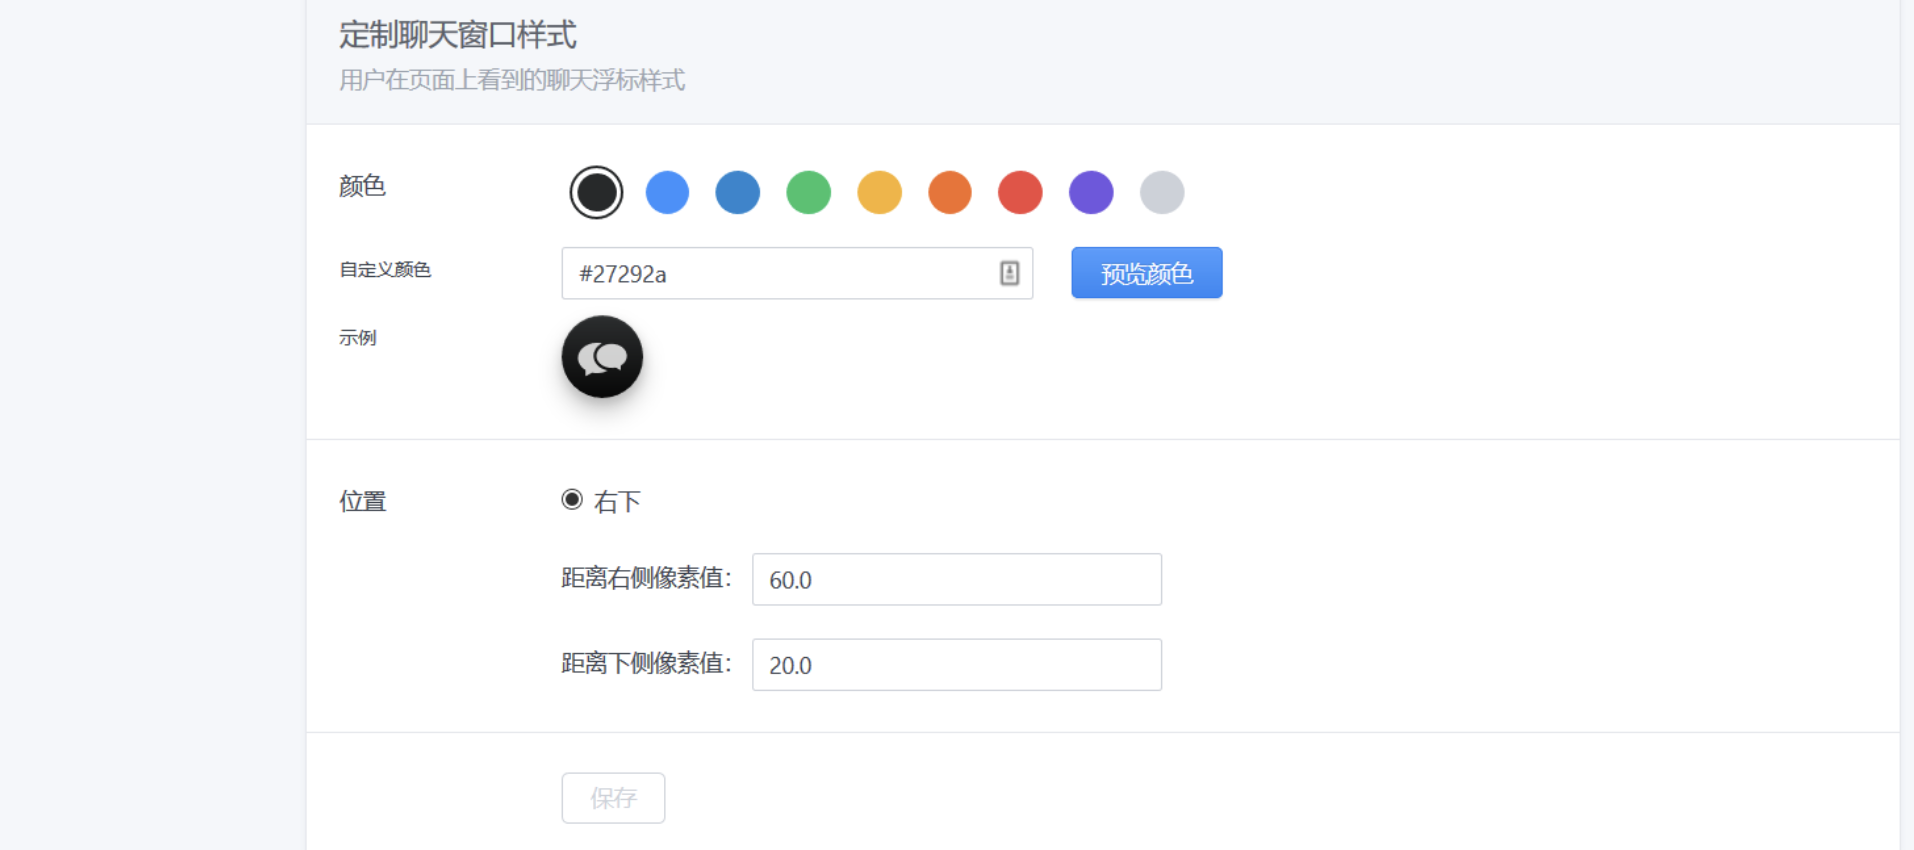 定制聊天窗口样式
用户在页面上看到的聊天浮标样式
颜色
自定义颜色
#27292a
预览颜色
示例
位置
右下
距离右侧像素值：
60.0
距离下侧像素值：
20.0
保存